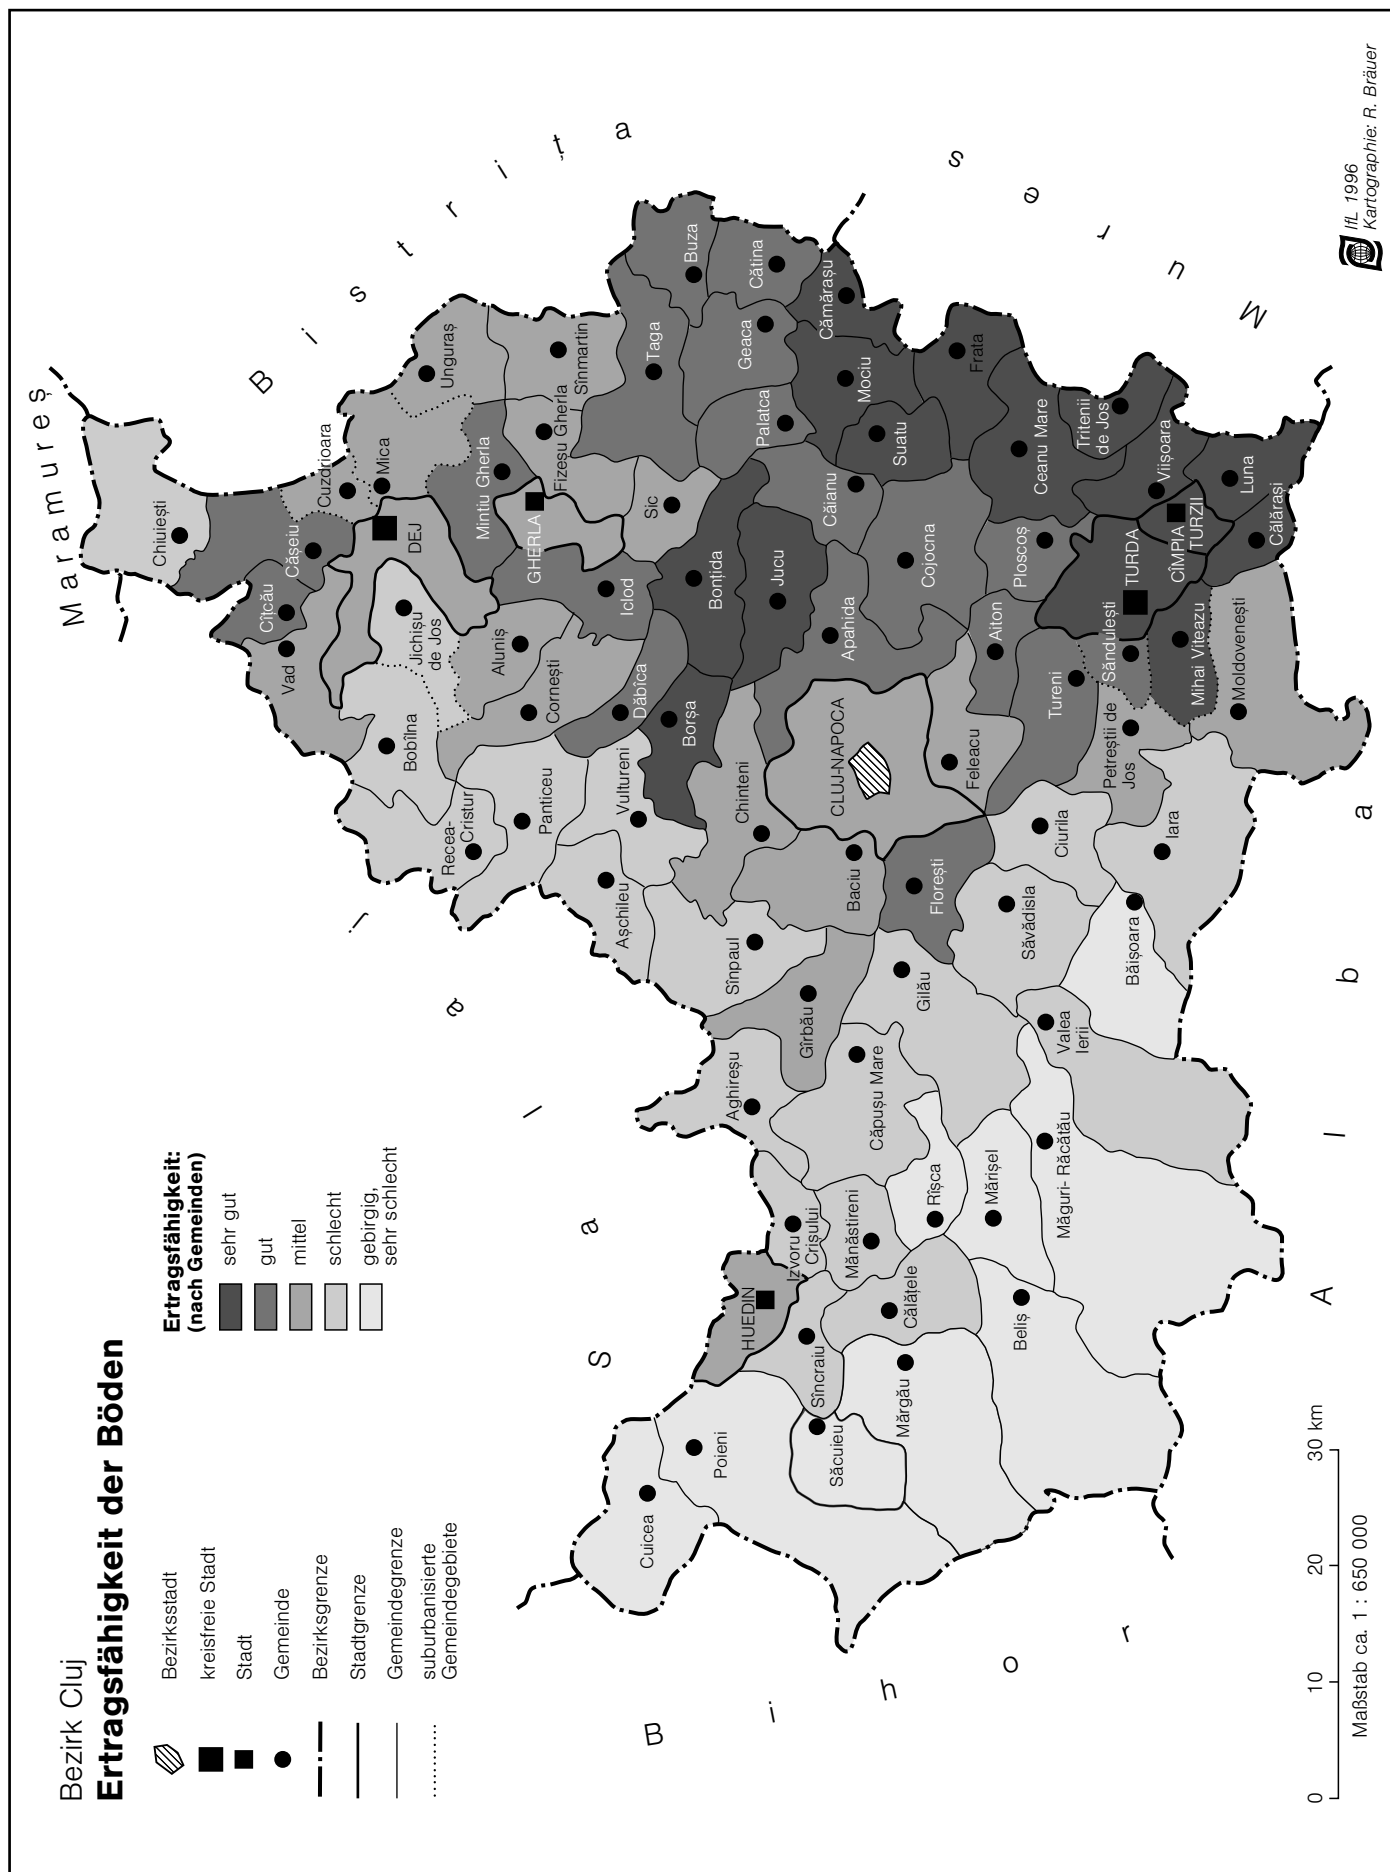 Bezirk Cluj
Ertragsfähigkeit der Böden
Bezirksstadt
kreisfreie Stadt
Stadt
Gemeinde
Bezirksgrenze
Stadtgrenze
Gemeindegrenze
suburbanisierte
Gemeindegebiete
Ertragsfähigkeit:
(nach Gemeinden)
sehr gut
gut
mittel
schlecht
gebirgig,
sehr schlecht
Maramureș
Bistrița
Mureș
Alba
Bihor
Sălaj
Chiuiești
Cîțcău
Cășeiu
Cuzdrioara
Mica
Unguraș
Vad
DEJ
Jichișu
de Jos
Bobîlna
Mintiu Gherla
GHERLA
Fizesu Gherla
Sînmartin
Aluniș
Cornești
Recea-
Cristur
Panticeu
Iclod
Sic
Taga
Buza
Dăbîca
Vultureni
Așchileu
Borșa
Bonțida
Jucu
Palatca
Geaca
Cătina
Chinteni
Sînpaul
Aghireșu
HUEDIN
Poieni
Cuicea
Cămărașu
Mociu
Suatu
Căianu
Apahida
CLUJ-NAPOCA
Baciu
Gîrbău
Izvoru
Crișului
Sîncraiu
Săcuieu
Căpușu Mare
Mănăstireni
Călățele
Mărgău
Gilău
Florești
Feleacu
Cojocna
Frata
Rîșca
Mărișel
Beliș
Măguri- Răcătău
Valea
Ierii
Săvădisla
Ciurila
Tureni
Aiton
Ploscoș
Ceanu Mare
Tritenii
de Jos
Băișoara
Iara
Petreștii de
Jos
Săndulești
TURDA
Viișoara
CÎMPIA
TURZII
Mihai Viteazu
Moldovenești
Luna
Călărași
0 10 20 30 km
Maßstab ca. 1 : 650 000
IfL 1996
Kartographie: R. Bräuer